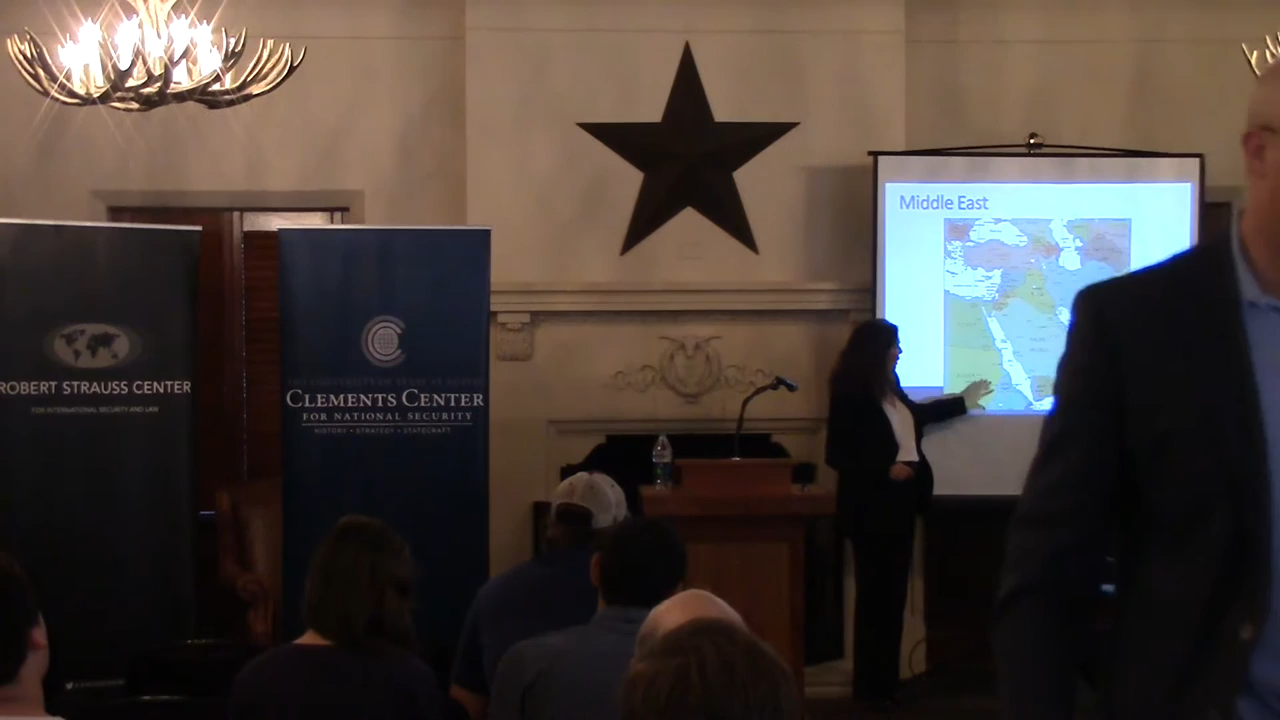 Middle East
ROBERT STRAUSS CENTER
FOR INTERNATIONAL SECURITY AND LAW
CLEMENTS CENTER
FOR NATIONAL SECURITY
HISTORY • STRATEGY • STATECRAFT